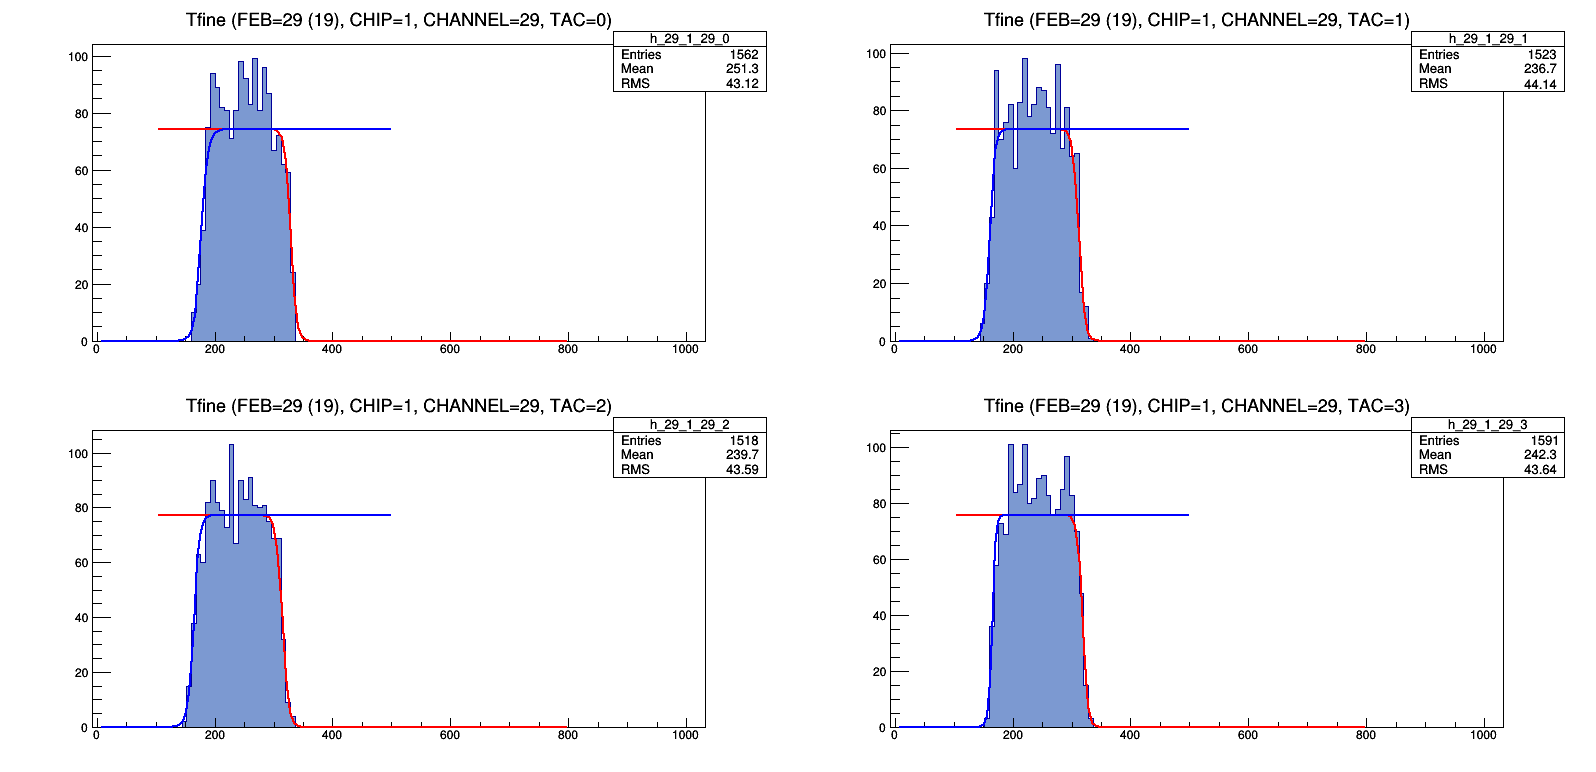 Tfine (FEB=29 (19), CHIP=1, CHANNEL=29, TAC=0)
h_29_1_29_0
Entries 1562
Mean 251.3
RMS 43.12
100
80
60
40
20
0
0 200 400 600 800 1000
Tfine (FEB=29 (19), CHIP=1, CHANNEL=29, TAC=1)
h_29_1_29_1
Entries 1523
Mean 236.7
RMS 44.14
100
80
60
40
20
0
0 200 400 600 800 1000
Tfine (FEB=29 (19), CHIP=1, CHANNEL=29, TAC=2)
h_29_1_29_2
Entries 1518
Mean 239.7
RMS 43.59
100
80
60
40
20
0
0 200 400 600 800 1000
Tfine (FEB=29 (19), CHIP=1, CHANNEL=29, TAC=3)
h_29_1_29_3
Entries 1591
Mean 242.3
RMS 43.64
100
80
60
40
20
0
0 200 400 600 800 1000